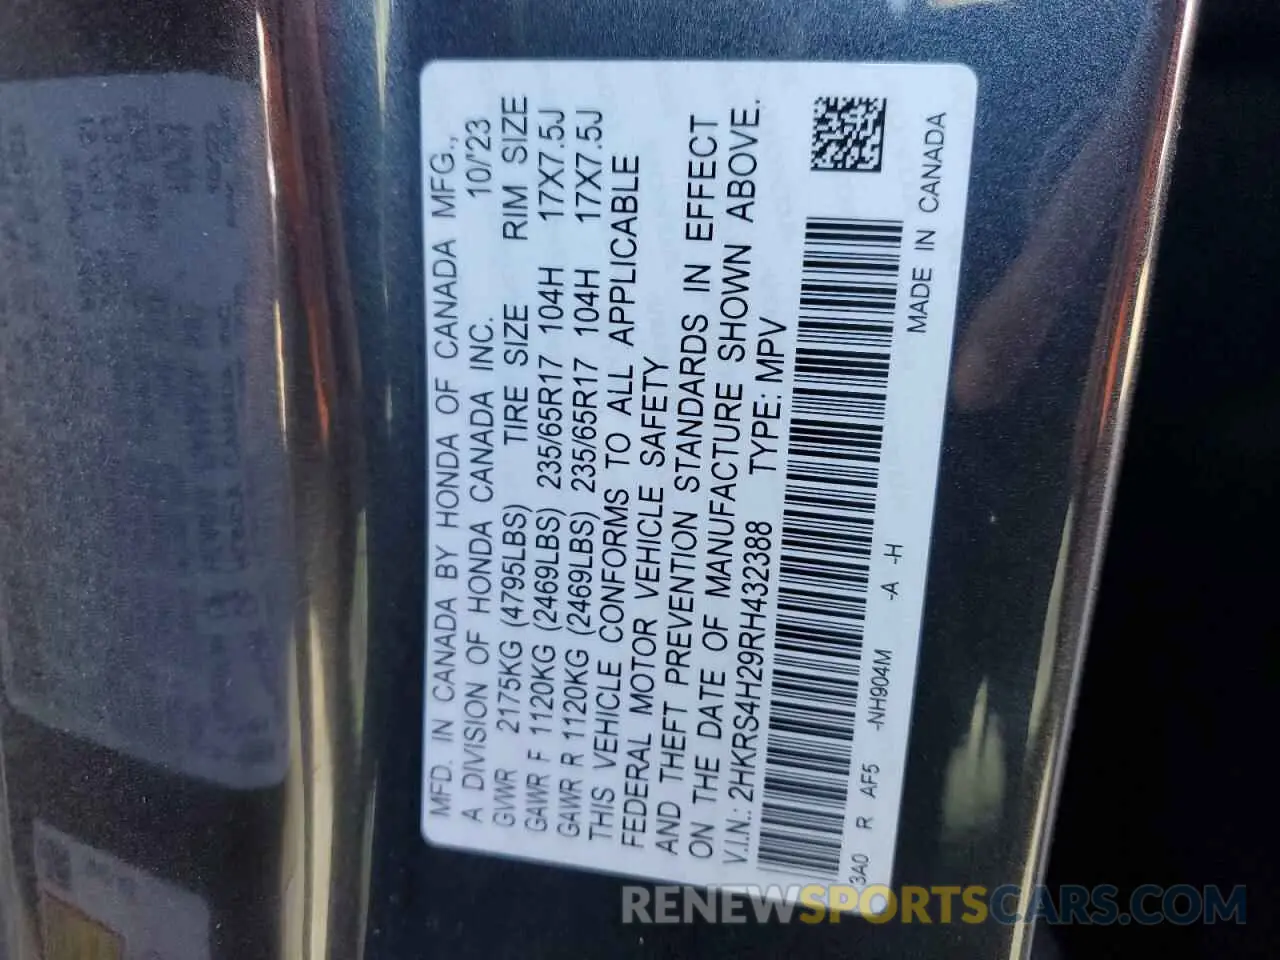 MFD. IN CANADA BY HONDA OF CANADA MFG.,
A DIVISION OF HONDA CANADA INC. 10/'23
GVWR 2175KG (4795LBS) TIRE SIZE RIM SIZE
GAWR F 1120KG (2469LBS) 235/65R17 104H 17X7.5J
GAWR R 1120KG (2469LBS) 235/65R17 104H 17X7.5J
THIS VEHICLE CONFORMS TO ALL APPLICABLE
FEDERAL MOTOR VEHICLE SAFETY
AND THEFT PREVENTION STANDARDS IN EFFECT
ON THE DATE OF MANUFACTURE SHOWN ABOVE.
V.I.N.: 2HKRS4H29RH432388 TYPE: MPV
3A0 R AF5 -NH904M -A -H
MADE IN CANADA
RENEWSPORTSCARS.COM